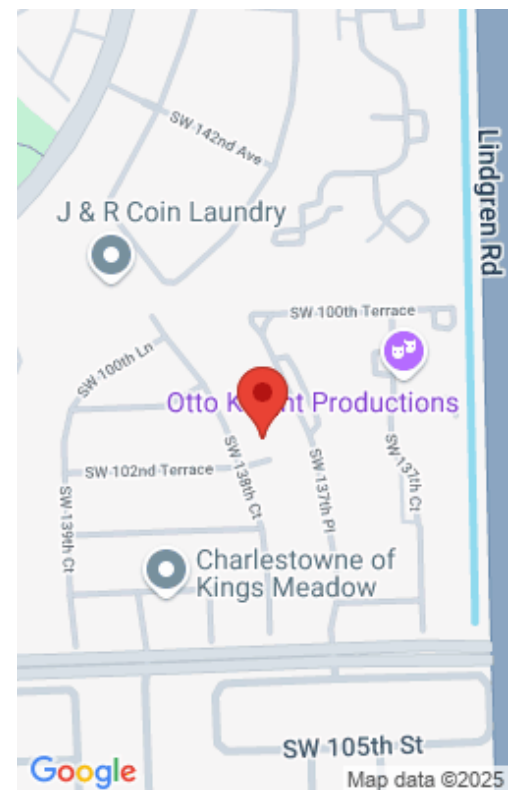 SW 142nd Ave
Lindgren Rd
J & R Coin Laundry
SW 100th Terrace
SW 100th Ln
Otto K nt Productions
SW 102nd Terrace
SW 138th Ct
SW 137th Pl
SW 137th Ct
SW 139th Ct
Charlestowne of
Kings Meadow
SW 105th St
Google
Map data ©2025